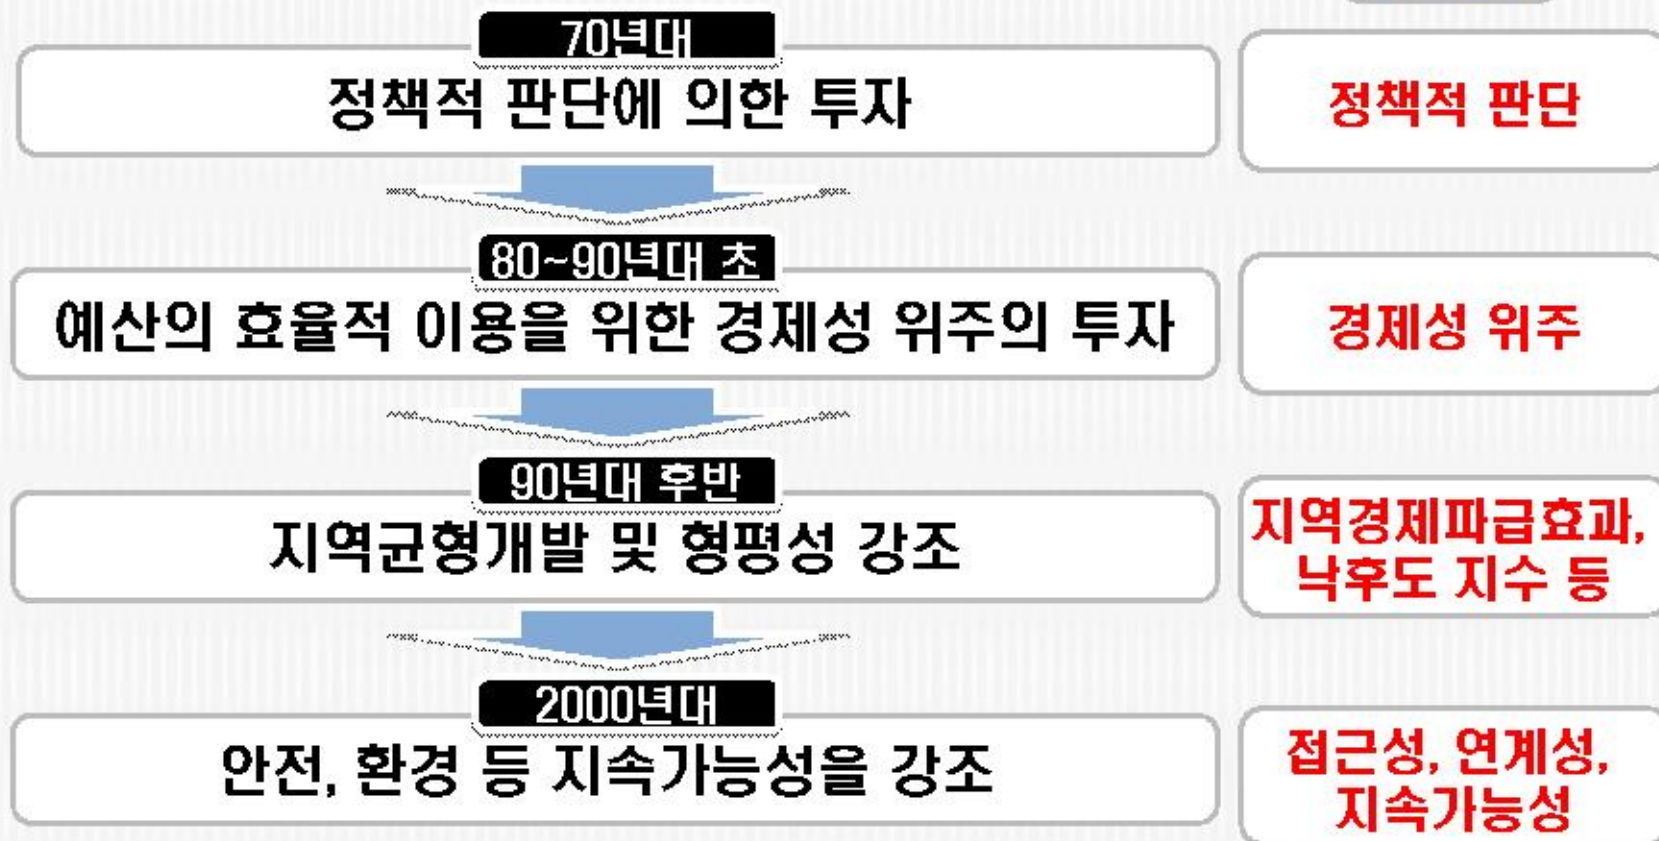 70년대
정책적 판단에 의한 투자
정책적 판단
80~90년대 초
예산의 효율적 이용을 위한 경제성 위주의 투자
경제성 위주
90년대 후반
지역균형개발 및 형평성 강조
지역경제파급효과,
낙후도 지수 등
2000년대
안전, 환경 등 지속가능성을 강조
접근성, 연계성,
지속가능성